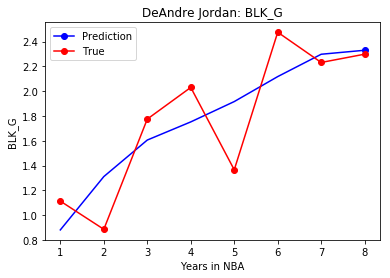 DeAndre Jordan: BLK_G
Prediction
True
BLK_G
2.4
2.2
2.0
1.8
1.6
1.4
1.2
1.0
0.8
1 2 3 4 5 6 7 8
Years in NBA